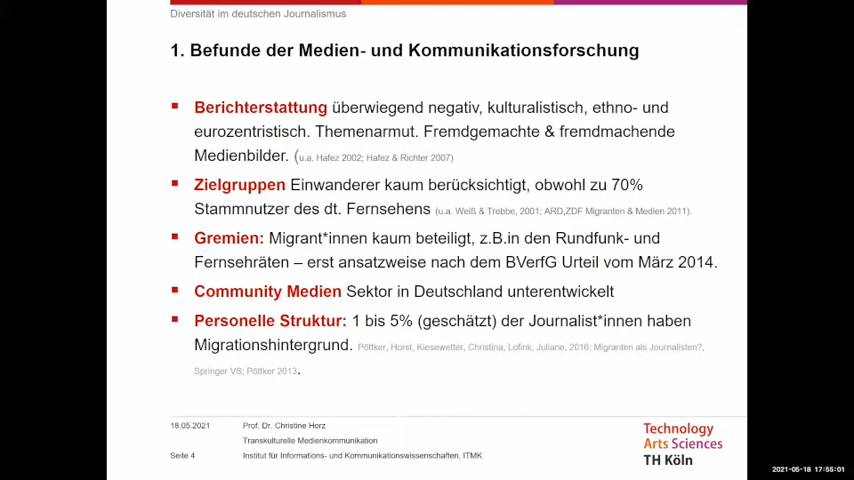 Diversität im deutschen Journalismus
1. Befunde der Medien- und Kommunikationsforschung
Berichterstattung überwiegend negativ, kulturalistisch, ethno- und
eurozentristisch. Themenarmut. Fremdgemachte & fremdmachende
Medienbilder. (u.a. Hafez 2002; Hafez & Richter 2007)
Zielgruppen Einwanderer kaum berücksichtigt, obwohl zu 70%
Stammnutzer des dt. Fernsehens (u.a. Weiß & Trebbe, 2001; ARD,ZDF Migranten & Medien 2011).
Gremien: Migrant*innen kaum beteiligt, z.B.in den Rundfunk- und
Fernsehräten – erst ansatzweise nach dem BVerfG Urteil vom März 2014.
Community Medien Sektor in Deutschland unterentwickelt
Personelle Struktur: 1 bis 5% (geschätzt) der Journalist*innen haben
Migrationshintergrund. Pöttker, Horst, Kiesewetter, Christina, Lofink, Juliane, 2016: Migranten als Journalisten?,
Springer VS; Pöttker 2013.
18.05.2021 Prof. Dr. Christine Horz
Transkulturelle Medienkommunikation
Seite 4 Institut für Informations- und Kommunikationswissenschaften, ITMK
Technology
Arts Sciences
TH Köln
2021-05-18 17:55:01